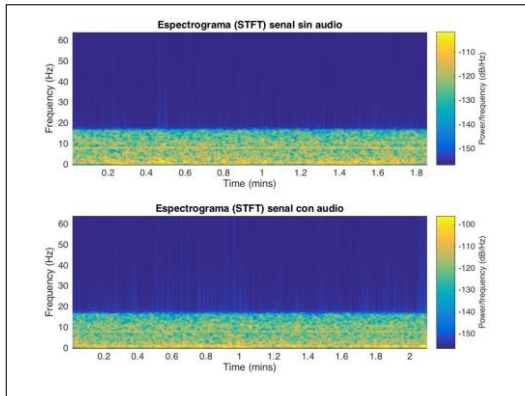 Espectrograma (STFT) senal sin audio
60
50
40
30
20
10
0
Frequency (Hz)
0.2 0.4 0.6 0.8 1 1.2 1.4 1.6 1.8
Time (mins)
-110
-120
-130
-140
-150
Power/frequency (dB/Hz)
Espectrograma (STFT) senal con audio
60
50
40
30
20
10
0
Frequency (Hz)
0.2 0.4 0.6 0.8 1 1.2 1.4 1.6 1.8 2
Time (mins)
-100
-110
-120
-130
-140
-150
Power/frequency (dB/Hz)